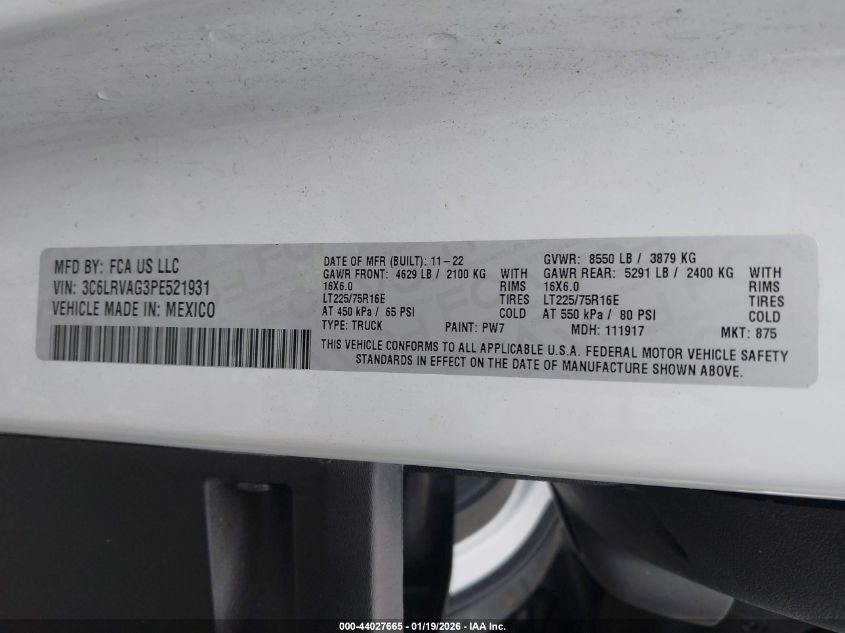 MFD BY: FCA US LLC
VIN: 3C6LRVAG3PE521931
VEHICLE MADE IN: MEXICO
DATE OF MFR (BUILT): 11-22
GAWR FRONT: 4629 LB / 2100 KG WITH
16X6.0 RIMS
LT225/75R16E TIRES
AT 450 kPa / 65 PSI COLD
TYPE: TRUCK PAINT: PW7
GVWR: 8550 LB / 3879 KG
GAWR REAR: 5291 LB / 2400 KG WITH
16X6.0 RIMS
LT225/75R16E TIRES
AT 550 kPa / 80 PSI COLD
MDH: 111917 MKT: 875
THIS VEHICLE CONFORMS TO ALL APPLICABLE U.S.A. FEDERAL MOTOR VEHICLE SAFETY
STANDARDS IN EFFECT ON THE DATE OF MANUFACTURE SHOWN ABOVE.
000-44027665 - 01/19/2026 - IAA Inc.